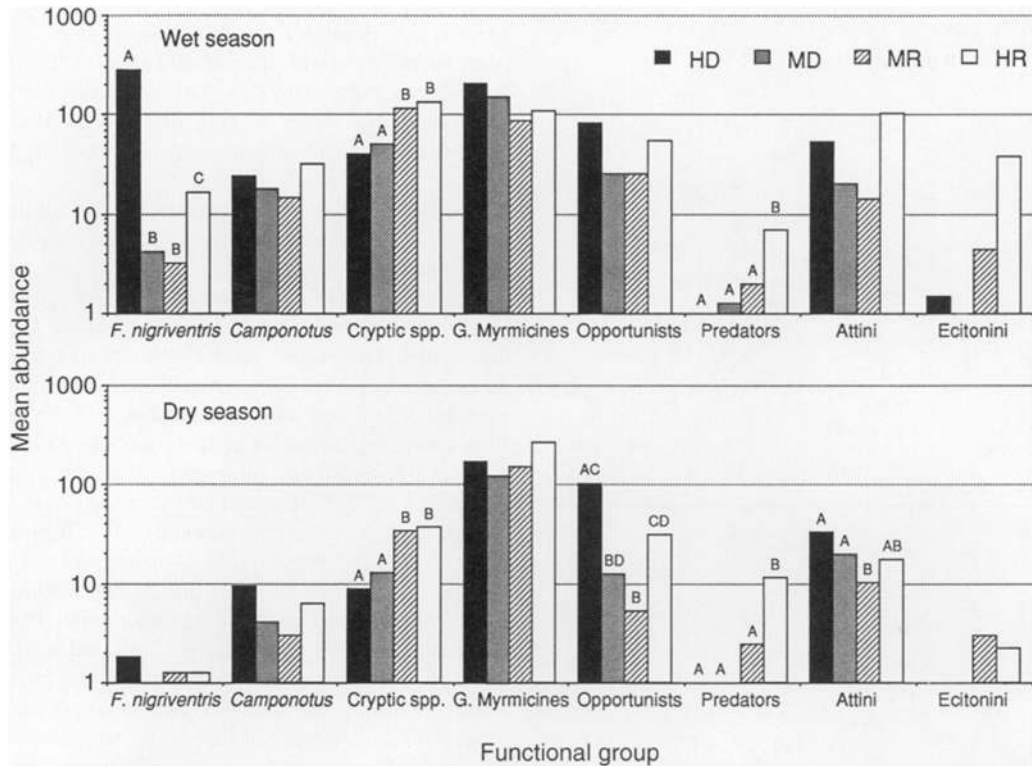 1000
Wet season
HD MD MR HR
A
B B
B
C
100
A A
10
B B
B
A A A
1
F. nigriventris Camponotus Cryptic spp. G. Myrmicines Opportunists Predators Attini Ecitonini
Mean abundance
1000
Dry season
100
AC
B B
CD
BD
A
A A
B
10
A
B
B
AB
A A
A
1
F. nigriventris Camponotus Cryptic spp. G. Myrmicines Opportunists Predators Attini Ecitonini
Functional group